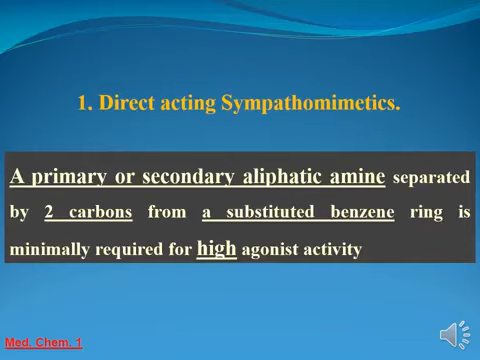 1. Direct acting Sympathomimetics.
A primary or secondary aliphatic amine separated
by 2 carbons from a substituted benzene ring is
minimally required for high agonist activity
Med. Chem. 1